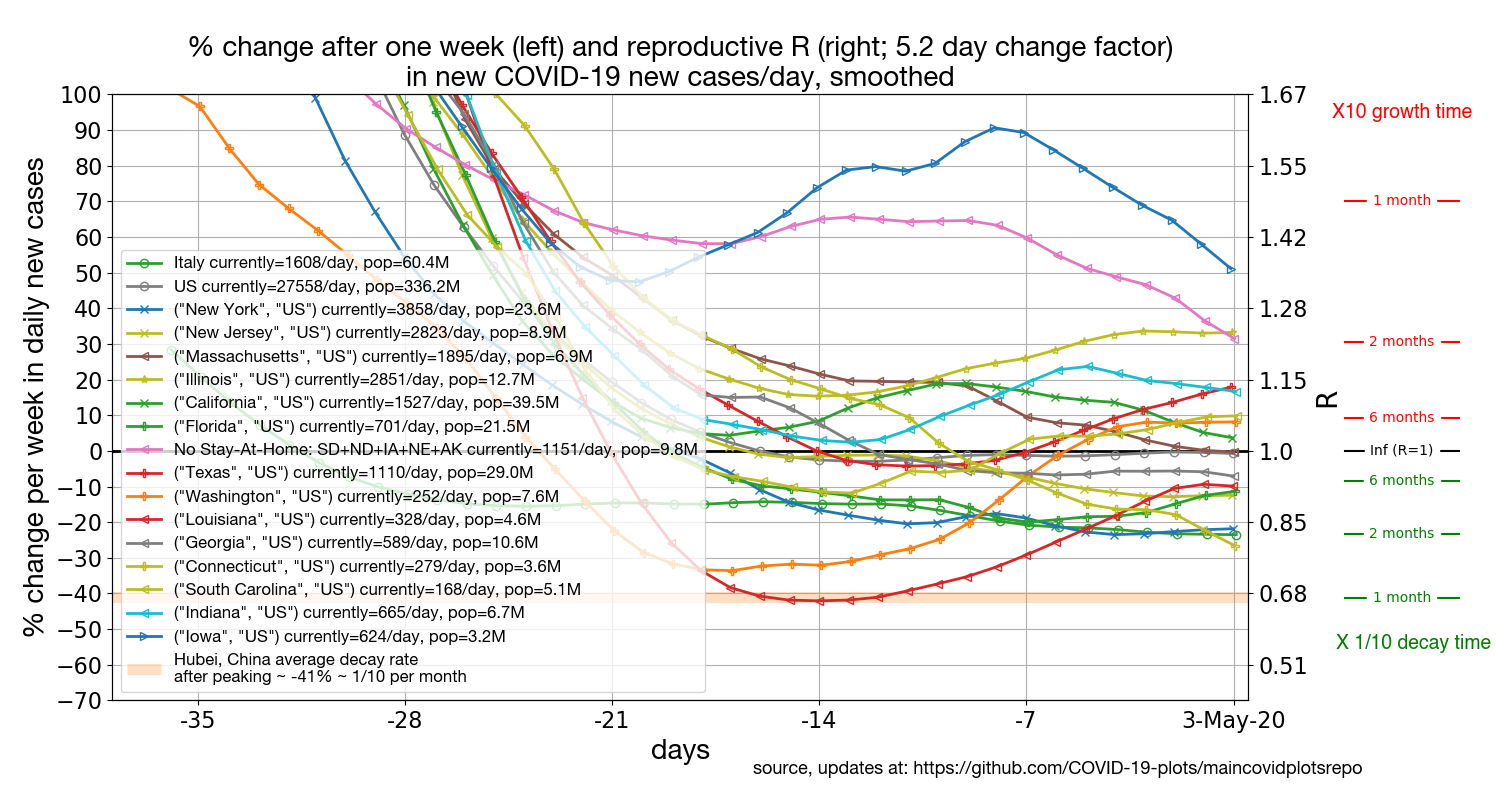 % change after one week (left) and reproductive R (right; 5.2 day change factor)
in new COVID-19 new cases/day, smoothed
% change per week in daily new cases
100
90
80
70
60
50
40
30
20
10
0
−10
−20
−30
−40
−50
−60
−70
Italy currently=1608/day, pop=60.4M
US currently=27558/day, pop=336.2M
("New York", "US") currently=3858/day, pop=23.6M
("New Jersey", "US") currently=2823/day, pop=8.9M
("Massachusetts", "US") currently=1895/day, pop=6.9M
("Illinois", "US") currently=2851/day, pop=12.7M
("California", "US") currently=1527/day, pop=39.5M
("Florida", "US") currently=701/day, pop=21.5M
No Stay-At-Home: SD+ND+IA+NE+AK currently=1151/day, pop=9.8M
("Texas", "US") currently=1110/day, pop=29.0M
("Washington", "US") currently=252/day, pop=7.6M
("Louisiana", "US") currently=328/day, pop=4.6M
("Georgia", "US") currently=589/day, pop=10.6M
("Connecticut", "US") currently=279/day, pop=3.6M
("South Carolina", "US") currently=168/day, pop=5.1M
("Indiana", "US") currently=665/day, pop=6.7M
("Iowa", "US") currently=624/day, pop=3.2M
Hubei, China average decay rate
after peaking ~ -41% ~ 1/10 per month
-35
-28
-21
-14
-7
3-May-20
days
1.67
1.55
1.42
1.28
1.15
1.0
0.85
0.68
0.51
R
X10 growth time
1 month
2 months
6 months
Inf (R=1)
6 months
2 months
1 month
X 1/10 decay time
source, updates at: https://github.com/COVID-19-plots/maincovidplotsrepo